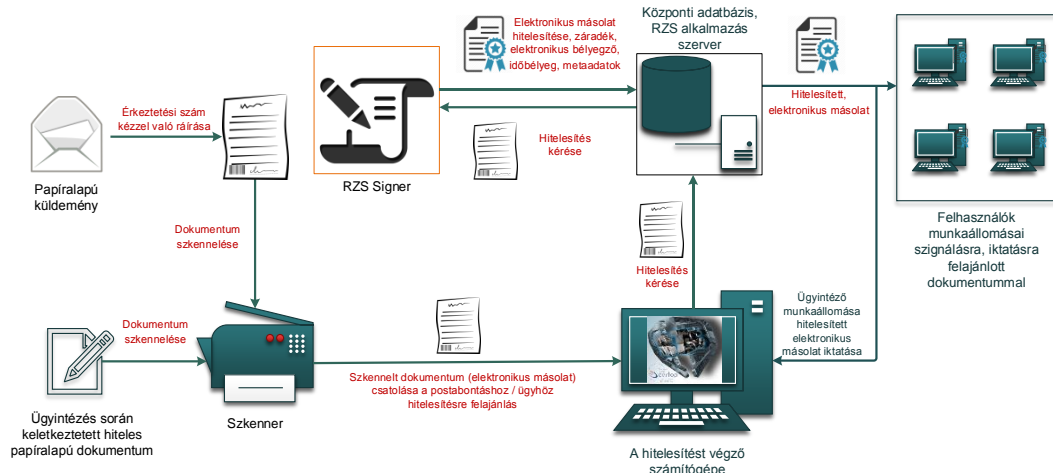 Elektronikus másolat
hitelesítése, záradék,
elektronikus bélyegző,
időbélyeg, metaadatok
Központi adatbázis,
RZS alkalmazás
szerver
Érkeztetési szám
kézzel való ráírása
Hitelesítés
kérése
Hitelesített,
elektronikus másolat
Papíralapú
küldemény
RZS Signer
Dokumentum
szkennelése
Hitelesítés
kérése
Felhasználók
munkaállomásai
szignálásra, iktatásra
felajánlott
dokumentummal
Dokumentum
szkennelése
Szkennelt dokumentum (elektronikus másolat)
csatolása a postabontáshoz / ügyhöz
hitelesítésre felajánlás
Ügyintéző
munkaállomása
hitelesített
elektronikus
másolat iktatása
Ügyintézés során
keletkeztetett hiteles
papíralapú dokumentum
Szkenner
A hitelesítést végző
számítógépe